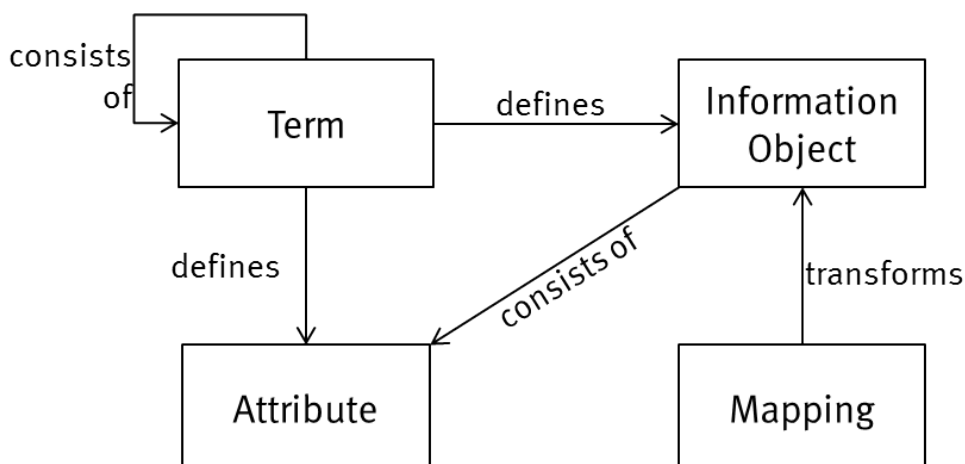 consists
of
Term
defines
Information
Object
defines
consists of
transforms
Attribute
Mapping